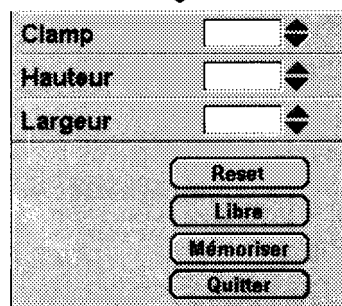 Clamp
Hauteur
Largeur
Reset
Libre
Mémoriser
Quitter